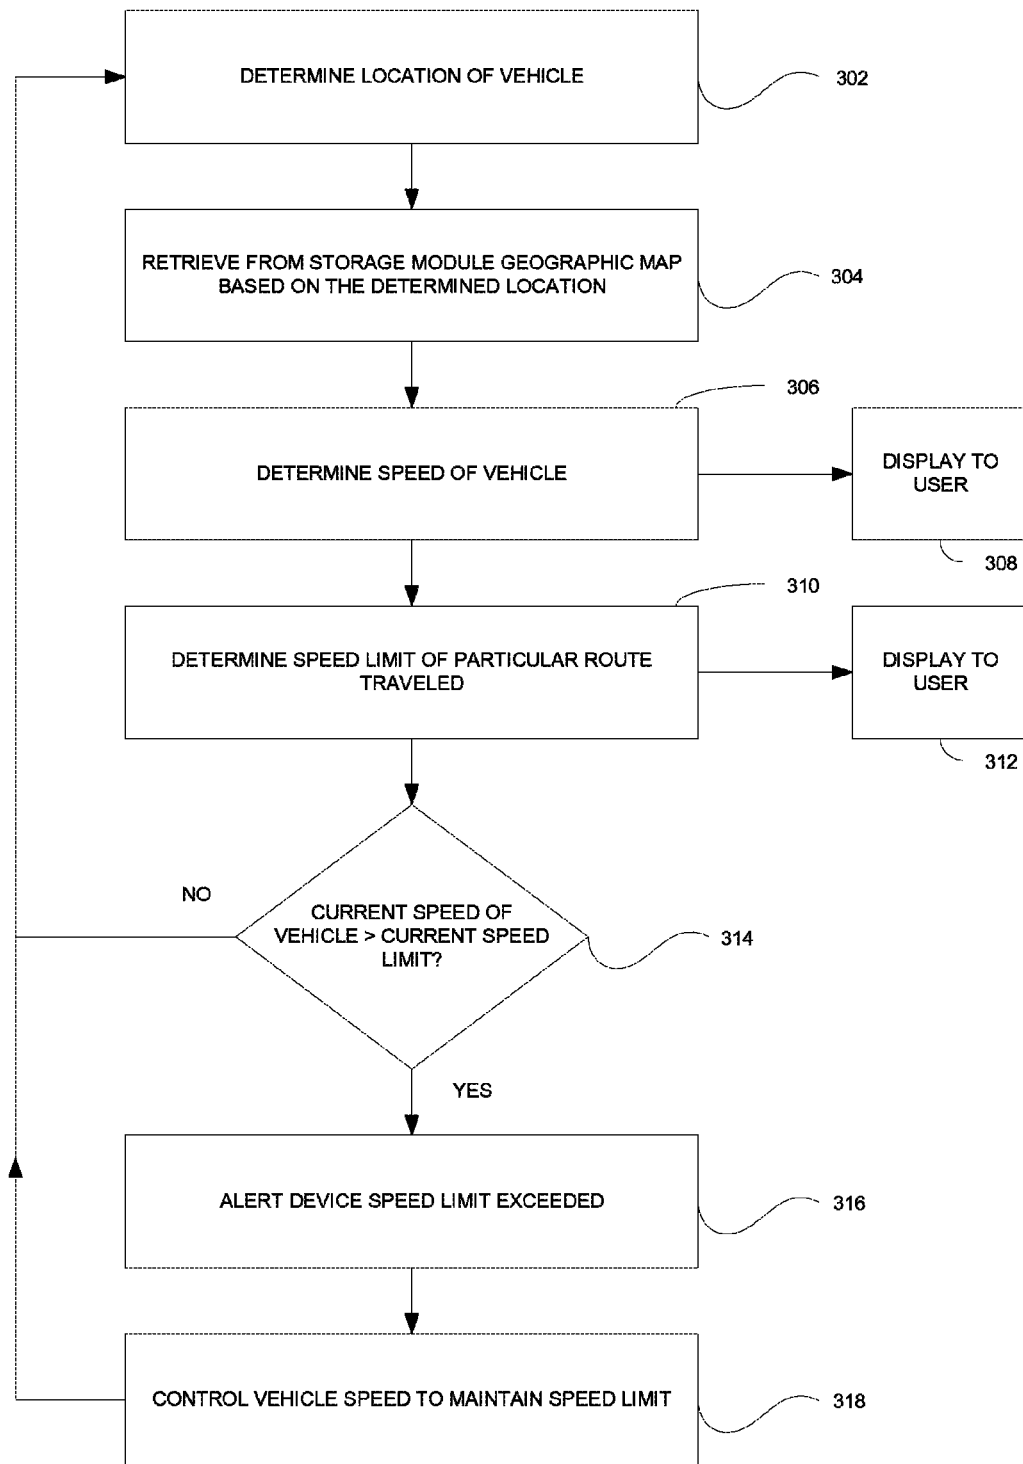 DETERMINE LOCATION OF VEHICLE
302
RETRIEVE FROM STORAGE MODULE GEOGRAPHIC MAP
BASED ON THE DETERMINED LOCATION
304
306
DETERMINE SPEED OF VEHICLE
DISPLAY TO
USER
308
310
DETERMINE SPEED LIMIT OF PARTICULAR ROUTE
TRAVELED
DISPLAY TO
USER
312
NO
CURRENT SPEED OF
VEHICLE > CURRENT SPEED
LIMIT?
314
YES
ALERT DEVICE SPEED LIMIT EXCEEDED
316
CONTROL VEHICLE SPEED TO MAINTAIN SPEED LIMIT
318